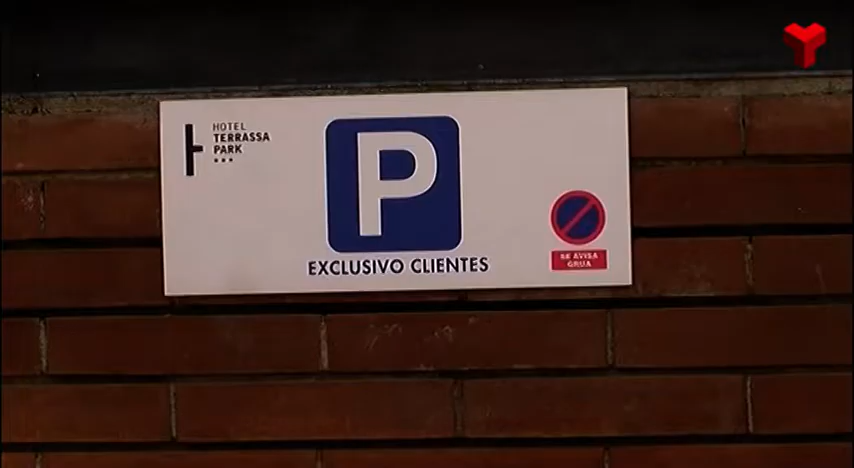 HOTEL
TERRASSA
PARK
P
EXCLUSIVO CLIENTES
SE AVISA
GRUA